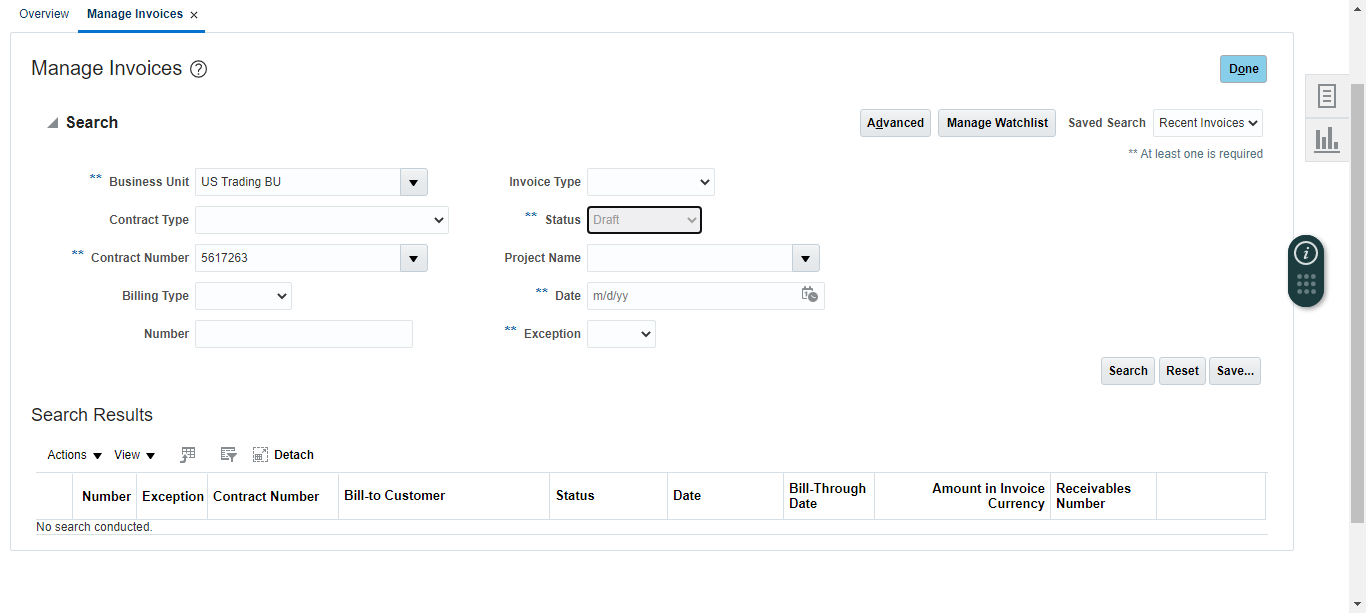 Overview Manage Invoices ×
Manage Invoices ?
Done
Search
Advanced Manage Watchlist Saved Search Recent Invoices
** At least one is required
** Business Unit US Trading BU
Invoice Type
Contract Type
** Status Draft
** Contract Number 5617263
Project Name
Billing Type
** Date m/d/yy
Number
** Exception
Search Reset Save...
Search Results
Actions View Detach
Number Exception Contract Number Bill-to Customer Status Date Bill-Through Date Amount in Invoice Currency Receivables Number
No search conducted.